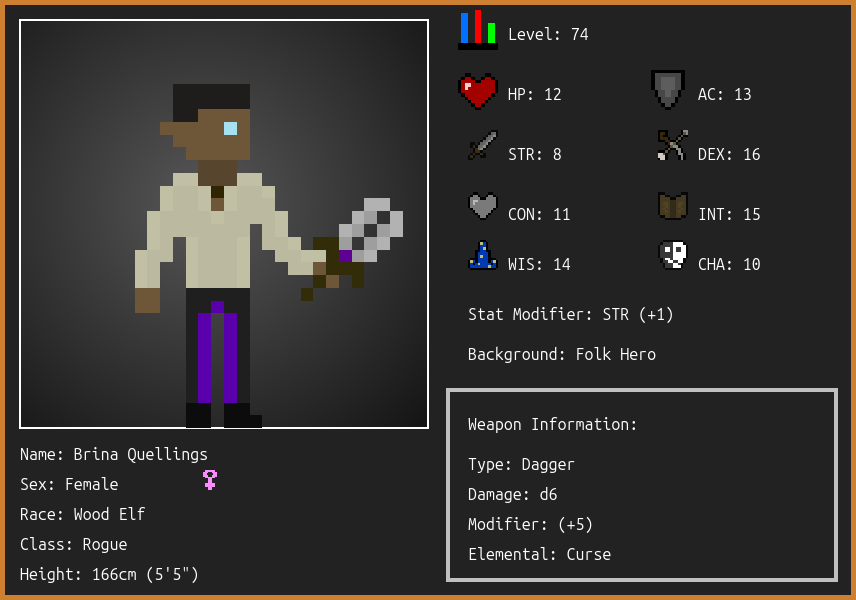 Level: 74
HP: 12
AC: 13
STR: 8
DEX: 16
CON: 11
INT: 15
WIS: 14
CHA: 10
Stat Modifier: STR (+1)
Background: Folk Hero
Name: Brina Quellings
Sex: Female
Race: Wood Elf
Class: Rogue
Height: 166cm (5'5")
Weapon Information:
Type: Dagger
Damage: d6
Modifier: (+5)
Elemental: Curse